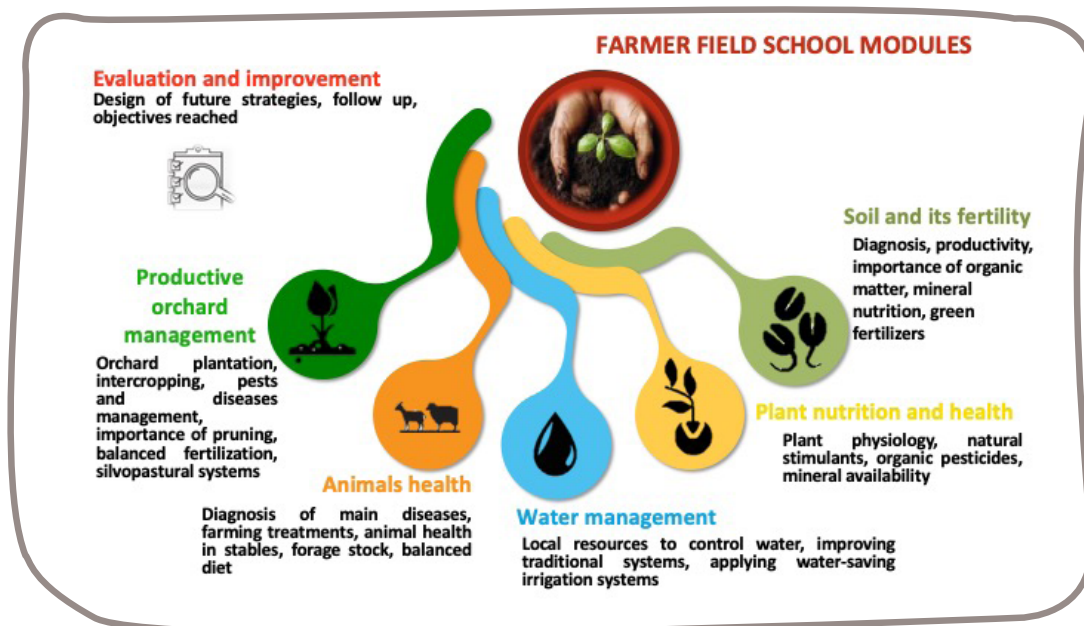 FARMER FIELD SCHOOL MODULES
Evaluation and improvement
Design of future strategies, follow up,
objectives reached
Productive
orchard
management
Orchard plantation,
intercropping, pests
and diseases
management,
importance of pruning,
balanced fertilization,
silvopastural systems
Animals health
Diagnosis of main diseases,
farming treatments, animal health
in stables, forage stock, balanced
diet
Water management
Local resources to control water, improving
traditional systems, applying water-saving
irrigation systems
Plant nutrition and health
Plant physiology, natural
stimulants, organic pesticides,
mineral availability
Soil and its fertility
Diagnosis, productivity,
importance of organic
matter, mineral
nutrition, green
fertilizers